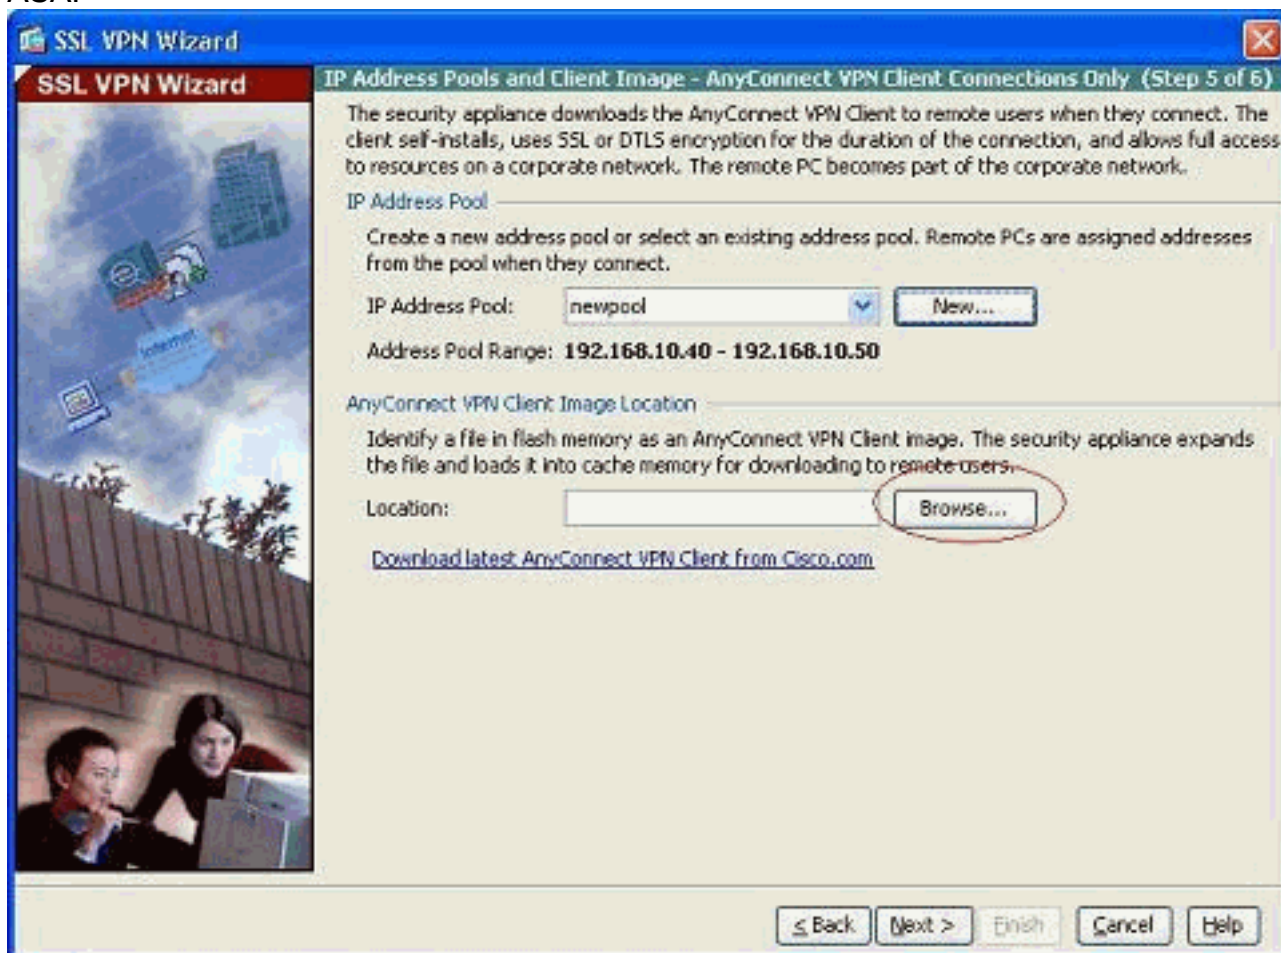 SSL VPN Wizard
SSL VPN Wizard
IP Address Pools and Client Image - AnyConnect VPN Client Connections Only (Step 5 of 6)
The security appliance downloads the AnyConnect VPN Client to remote users when they connect. The
client self-installs, uses SSL or DTLS encryption for the duration of the connection, and allows full access
to resources on a corporate network. The remote PC becomes part of the corporate network.
IP Address Pool
Create a new address pool or select an existing address pool. Remote PCs are assigned addresses
from the pool when they connect.
IP Address Pool: newpool New...
Address Pool Range: 192.168.10.40 - 192.168.10.50
AnyConnect VPN Client Image Location
Identify a file in flash memory as an AnyConnect VPN Client image. The security appliance expands
the file and loads it into cache memory for downloading to remote users.
Location: Browse...
Download latest AnyConnect VPN Client from Cisco.com
Internet
< Back Next > Finish Cancel Help